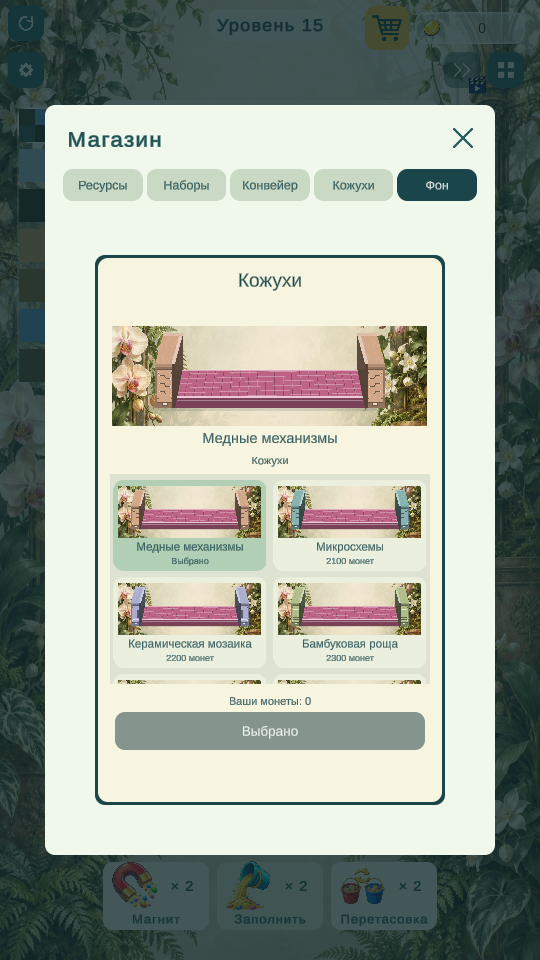 Уровень 15
0
Магазин
Ресурсы
Наборы
Конвейер
Кожухи
Фон
Кожухи
Медные механизмы
Кожухи
Медные механизмы
Выбрано
Микросхемы
2100 монет
Керамическая мозаика
2200 монет
Бамбуковая роща
2300 монет
Ваши монеты: 0
Выбрано
× 2
Магнит
× 2
Заполнить
× 2
Перетасовка